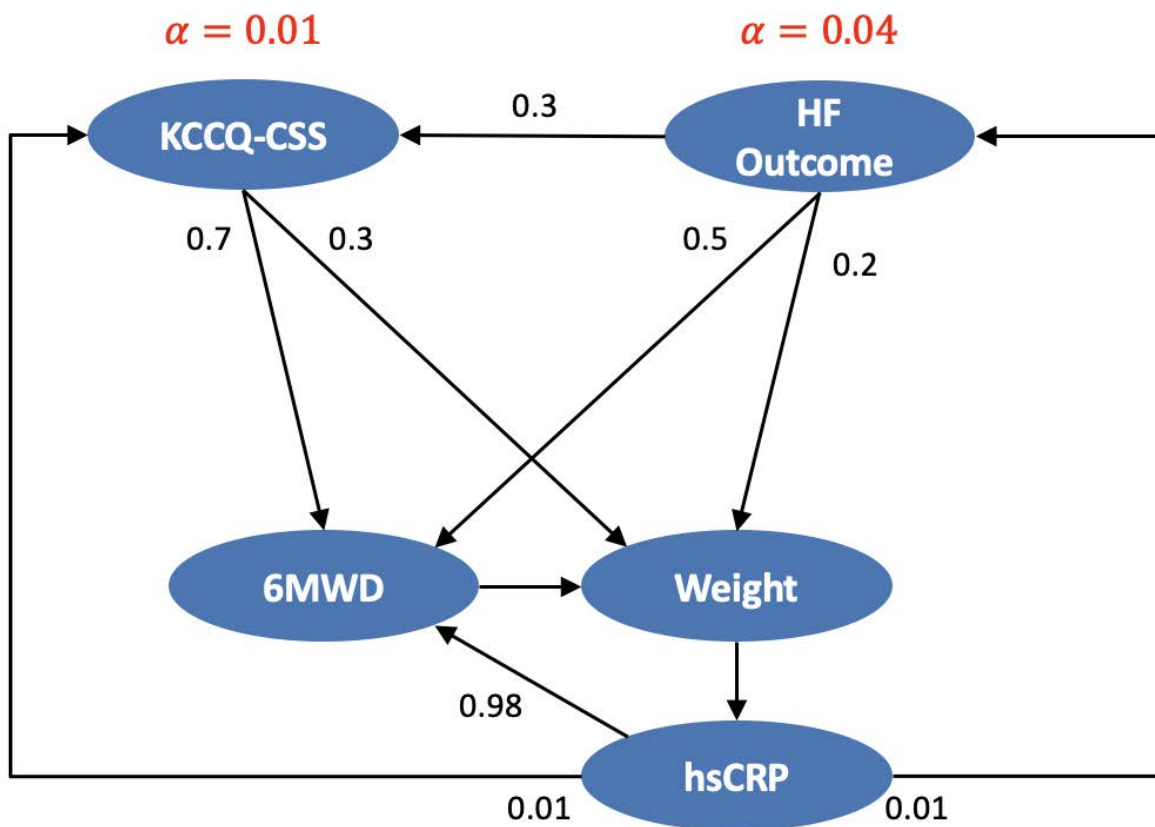 α = 0.01
α = 0.04
KCCQ-CSS
0.3
HF
Outcome
0.7
0.3
0.5
0.2
6MWD
Weight
0.98
hsCRP
0.01
0.01